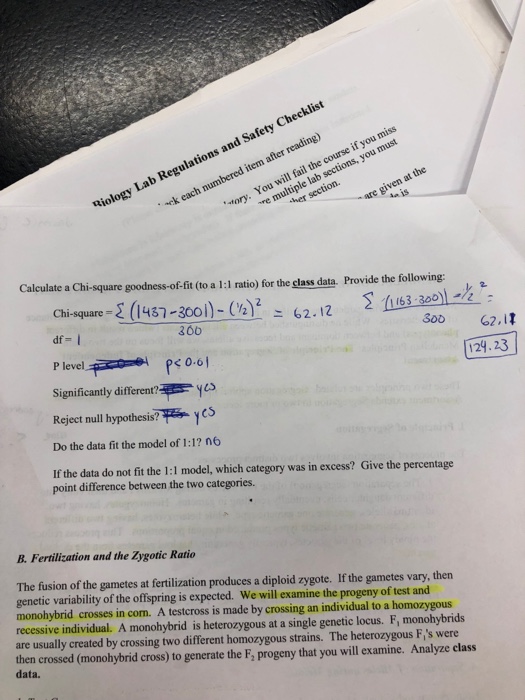 Biology Lab Regulations and Safety Checklist
each numbered item after reading)
You will fail the course if you miss
multiple lab sections, you must
section.
are given at the
is
Calculate a Chi-square goodness-of-fit (to a 1:1 ratio) for the class data. Provide the following:
Chi-square = Σ (|437-300|)-(1/2)² = 62.12 Σ (|163-300|)-1/2² =
300 300 62.11
df = 1 124.23
P level p<0.01
Significantly different? yes
Reject null hypothesis? yes
Do the data fit the model of 1:1? no
If the data do not fit the 1:1 model, which category was in excess? Give the percentage
point difference between the two categories.
B. Fertilization and the Zygotic Ratio
The fusion of the gametes at fertilization produces a diploid zygote. If the gametes vary, then
genetic variability of the offspring is expected. We will examine the progeny of test and
monohybrid crosses in corn. A testcross is made by crossing an individual to a homozygous
recessive individual. A monohybrid is heterozygous at a single genetic locus. F₁ monohybrids
are usually created by crossing two different homozygous strains. The heterozygous F₁'s were
then crossed (monohybrid cross) to generate the F₂ progeny that you will examine. Analyze class
data.